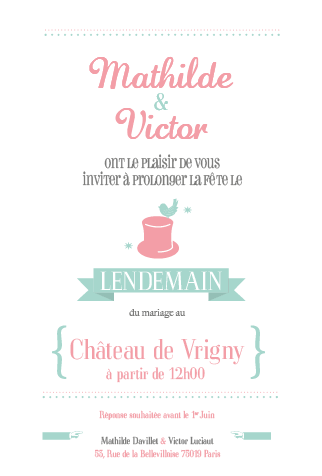 Mathilde
&
Victor
ont le plaisir de vous
inviter à prolonger la fête le
LENDEMAIN
du mariage au
{ Château de Vrigny }
à partir de 12h00
Réponse souhaitée avant le 1er Juin
Mathilde Davillet & Victor Luciaut
55, Rue de la Bellevilloise 75019 Paris